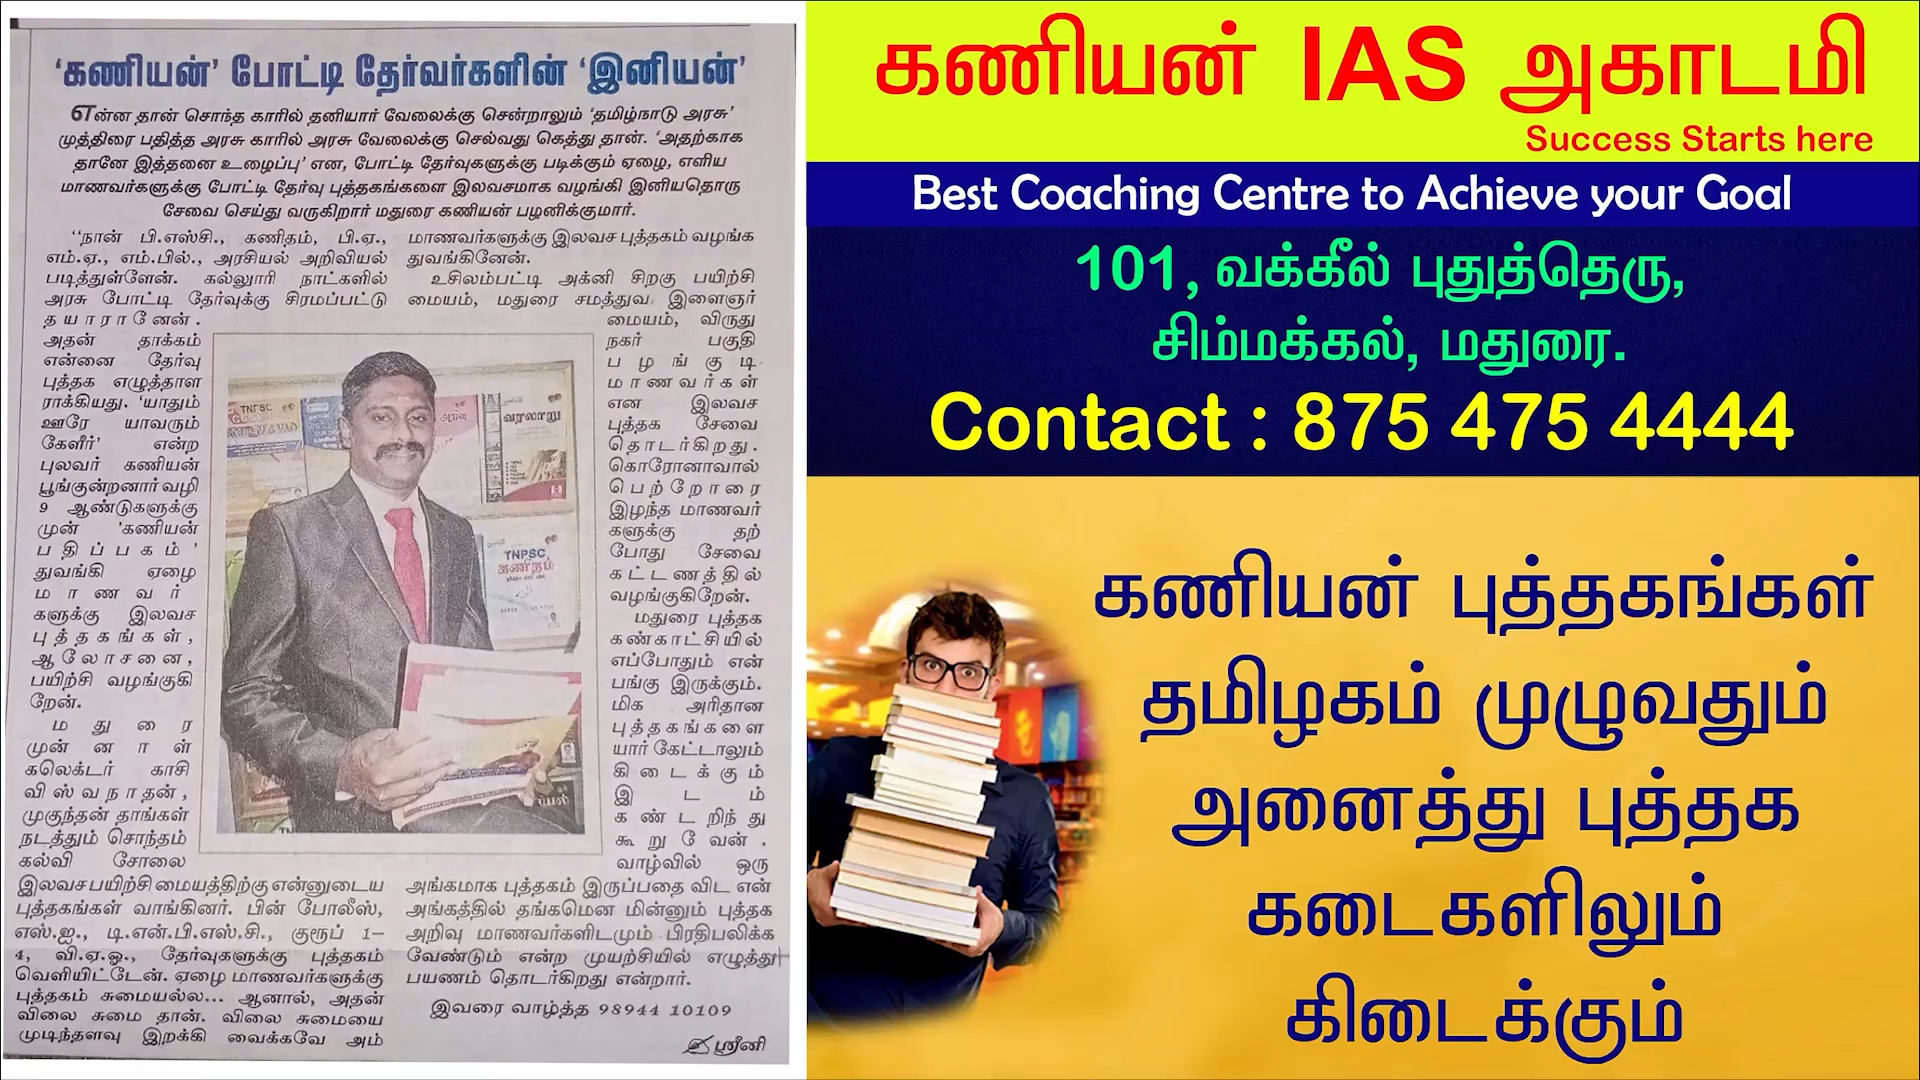 ‘கணியன்’ போட்டி தேர்வர்களின் ‘இனியன்’
என்ன தான் சொந்த காரில் தனியார் வேலைக்கு சென்றாலும் ‘தமிழ்நாடு அரசு’
முத்திரை பதித்த அரசு காரில் அரசு வேலைக்கு செல்வது கெத்து தான். ‘அதற்காக
தானே இத்தனை உழைப்பு’ என, போட்டி தேர்வுகளுக்கு படிக்கும் ஏழை, எளிய
மாணவர்களுக்கு போட்டி தேர்வு புத்தகங்களை இலவசமாக வழங்கி இனியதொரு
சேவை செய்து வருகிறார் மதுரை கணியன் பழனிக்குமார்.
‘‘நான் பி.எஸ்சி., கணிதம், பி.ஏ.,
எம்.ஏ., எம்.பில்., அரசியல் அறிவியல்
படித்துள்ளேன். கல்லூரி நாட்களில்
அரசு போட்டி தேர்வுக்கு சிரமப்பட்டு
தயாரானேன்.
அதன் தாக்கம்
என்னை தேர்வு
புத்தக எழுத்தாள
ராக்கியது. ‘யாதும்
ஊரே யாவரும்
கேளீர்’ என்ற
புலவர் கணியன்
பூங்குன்றனார் வழி
9 ஆண்டுகளுக்கு
முன் ’கணியன்
பதிப்பகம்’
துவங்கி ஏழை
மாணவர்
களுக்கு இலவச
புத்தகங்கள்,
ஆலோசனை,
பயிற்சி வழங்குகி
றேன்.
மதுரை
முன்னாள்
கலெக்டர் காசி
விஸ்வநாதன்,
முகுந்தன் தாங்கள்
நடத்தும் சொந்தம்
கல்வி சோலை
இலவச பயிற்சி மையத்திற்கு என்னுடைய
புத்தகங்கள் வாங்கினர். பின் போலீஸ்,
எஸ்.ஐ., டி.என்.பி.எஸ்.சி., குரூப் 1–
4, வி.ஏ.ஓ., தேர்வுகளுக்கு புத்தகம்
வெளியிட்டேன். ஏழை மாணவர்களுக்கு
புத்தகம் சுமையல்ல... ஆனால், அதன்
விலை சுமை தான். விலை சுமையை
முடிந்தளவு இறக்கி வைக்கவே அம்
மாணவர்களுக்கு இலவச புத்தகம் வழங்க
துவங்கினேன்.
உசிலம்பட்டி அக்னி சிறகு பயிற்சி
மையம், மதுரை சமத்துவ இளைஞர்
மையம், விருது
நகர் பகுதி
பழங்குடி
மாணவர்கள்
என இலவச
புத்தக சேவை
தொடர்கிறது.
கொரோனாவால்
பெற்றோரை
இழந்த மாணவர்
களுக்கு தற்
போது சேவை
கட்டணத்தில்
வழங்குகிறேன்.
மதுரை புத்தக
கண்காட்சியில்
எப்போதும் என்
பங்கு இருக்கும்.
மிக அரிதான
புத்தகங்களை
யார் கேட்டாலும்
கிடைக்கும்
இடம்
கண்டறிந்து
கூறுவேன்.
வாழ்வில் ஒரு
அங்கமாக புத்தகம் இருப்பதை விட என்
அங்கத்தில் தங்கமென மின்னும் புத்தக
அறிவு மாணவர்களிடமும் பிரதிபலிக்க
வேண்டும் என்ற முயற்சியில் எழுத்து
பயணம் தொடர்கிறது என்றார்.
இவரை வாழ்த்த 98944 10109
ஸ்ரீனி
TNPSC
வரலாறு
TNPSC
கணிதம்
கணியன் IAS அகாடமி
Success Starts here
Best Coaching Centre to Achieve your Goal
101, வக்கீல் புதுத்தெரு,
சிம்மக்கல், மதுரை.
Contact : 875 475 4444
கணியன் புத்தகங்கள்
தமிழகம் முழுவதும்
அனைத்து புத்தக
கடைகளிலும்
கிடைக்கும்